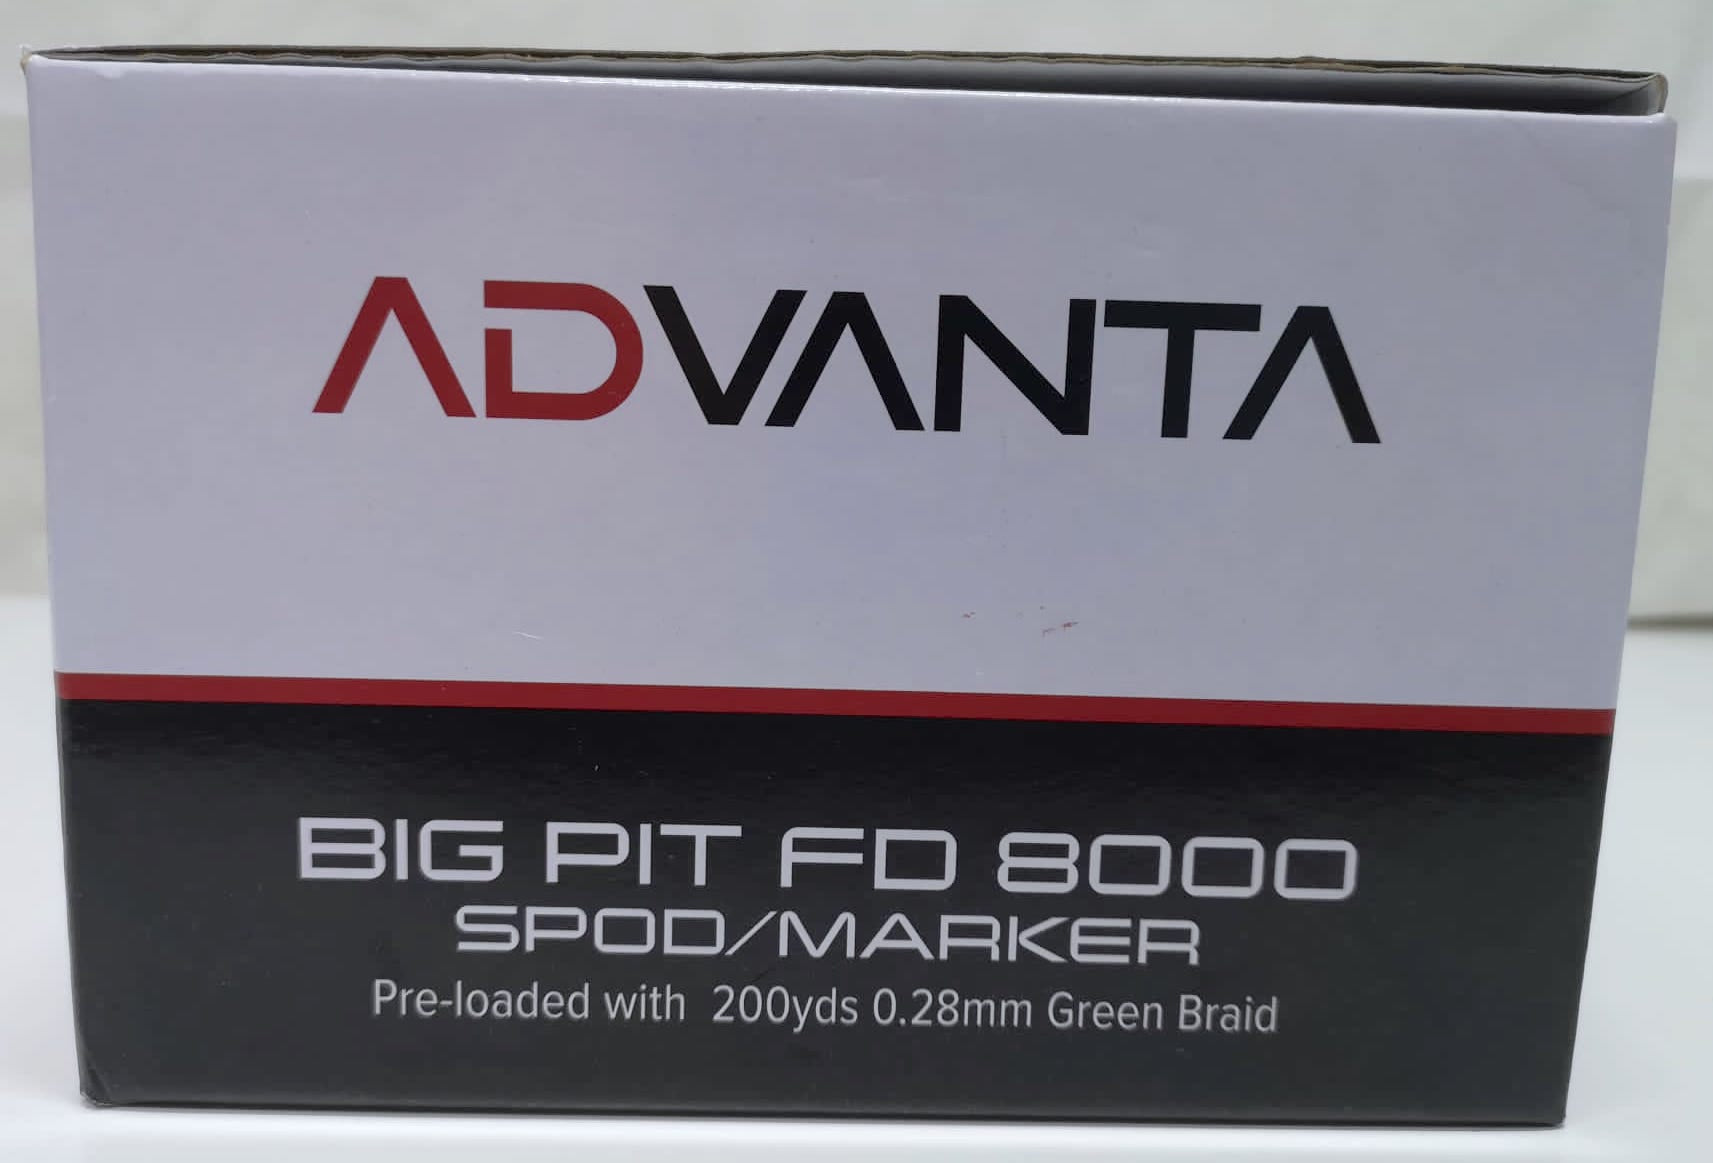 ADVANTA
BIG PIT FD 8000
SPOD/MARKER
Pre-loaded with 200yds 0.28mm Green Braid